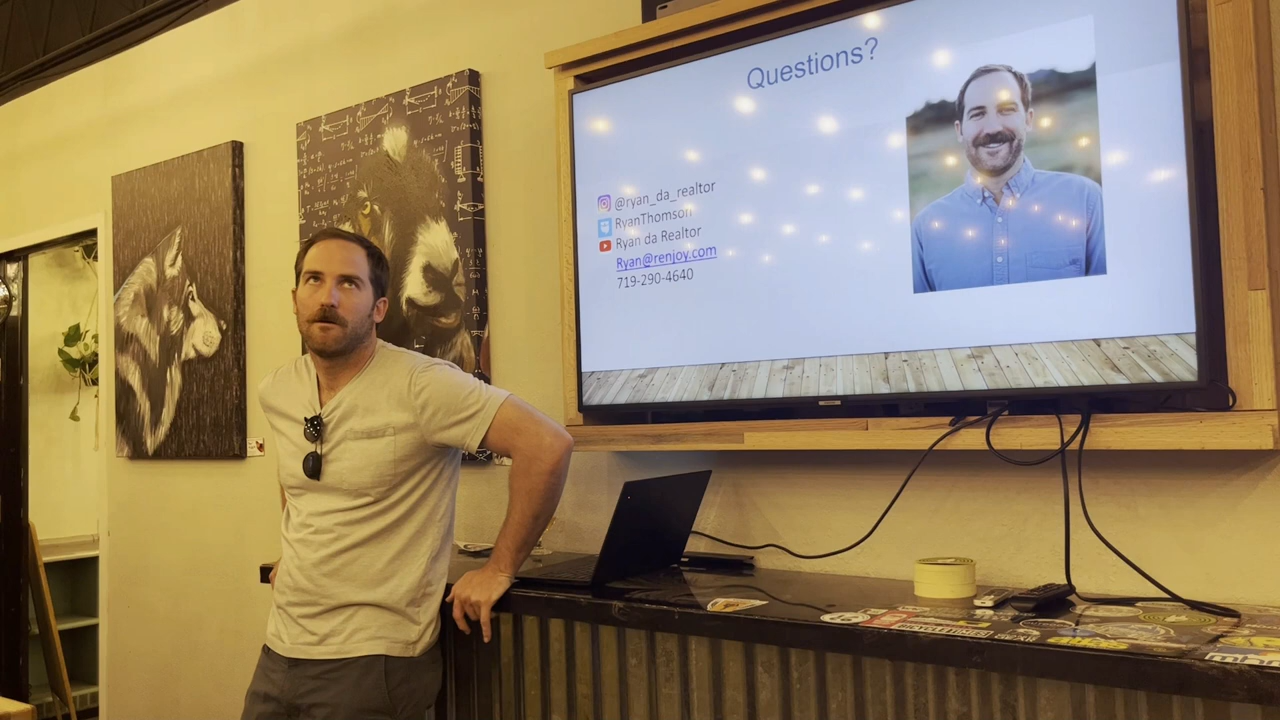 Questions?
@ryan_da_realtor
RyanThomson
Ryan da Realtor
Ryan@renjoy.com
719-290-4640